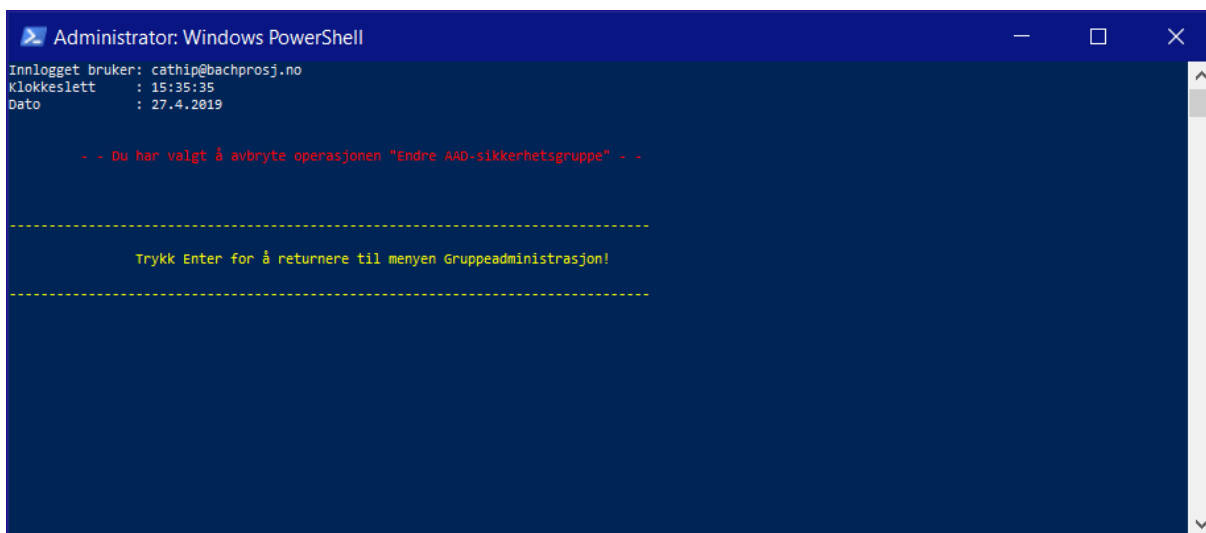 Administrator: Windows PowerShell
Innlogget bruker: cathip@bachprosj.no
Klokkeslett : 15:35:35
Dato : 27.4.2019
- - Du har valgt å avbryte operasjonen "Endre AAD-sikkerhetsgruppe" - -
--------------------------------------------------------------------------------
Trykk Enter for å returnere til menyen Gruppeadministrasjon!
--------------------------------------------------------------------------------